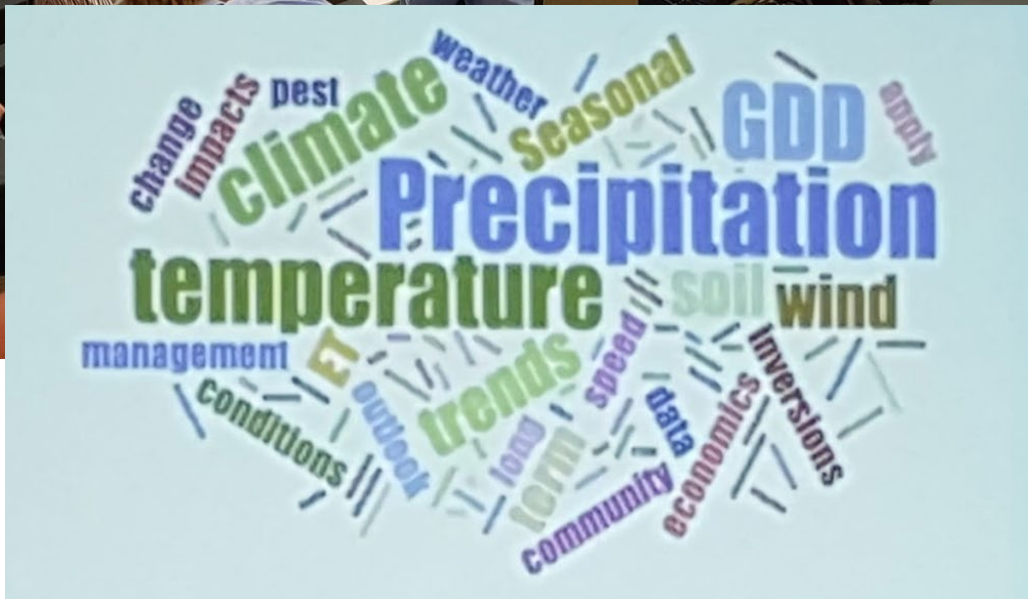 weather
Seasonal
pest
climate
change
impacts
GDD
apply
Precipitation
temperature
soil
wind
management
ET
trends
speed
inversions
conditions
outlook
data
economics
long
term
community